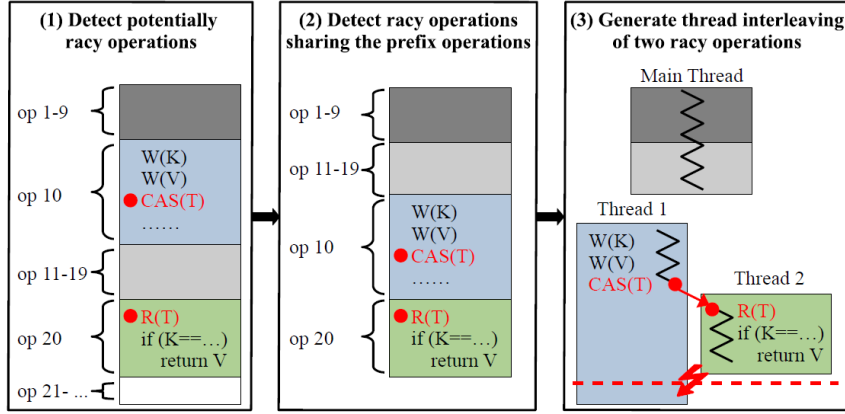 (1) Detect potentially
racy operations
op 1-9
op 10
W(K)
W(V)
CAS(T)
......
op 11-19
op 20
R(T)
if (K==...)
return V
op 21- ...
(2) Detect racy operations
sharing the prefix operations
op 1-9
op 11-19
op 10
W(K)
W(V)
CAS(T)
......
op 20
R(T)
if (K==...)
return V
(3) Generate thread interleaving
of two racy operations
Main Thread
Thread 1
W(K)
W(V)
CAS(T)
Thread 2
R(T)
if (K==...)
return V